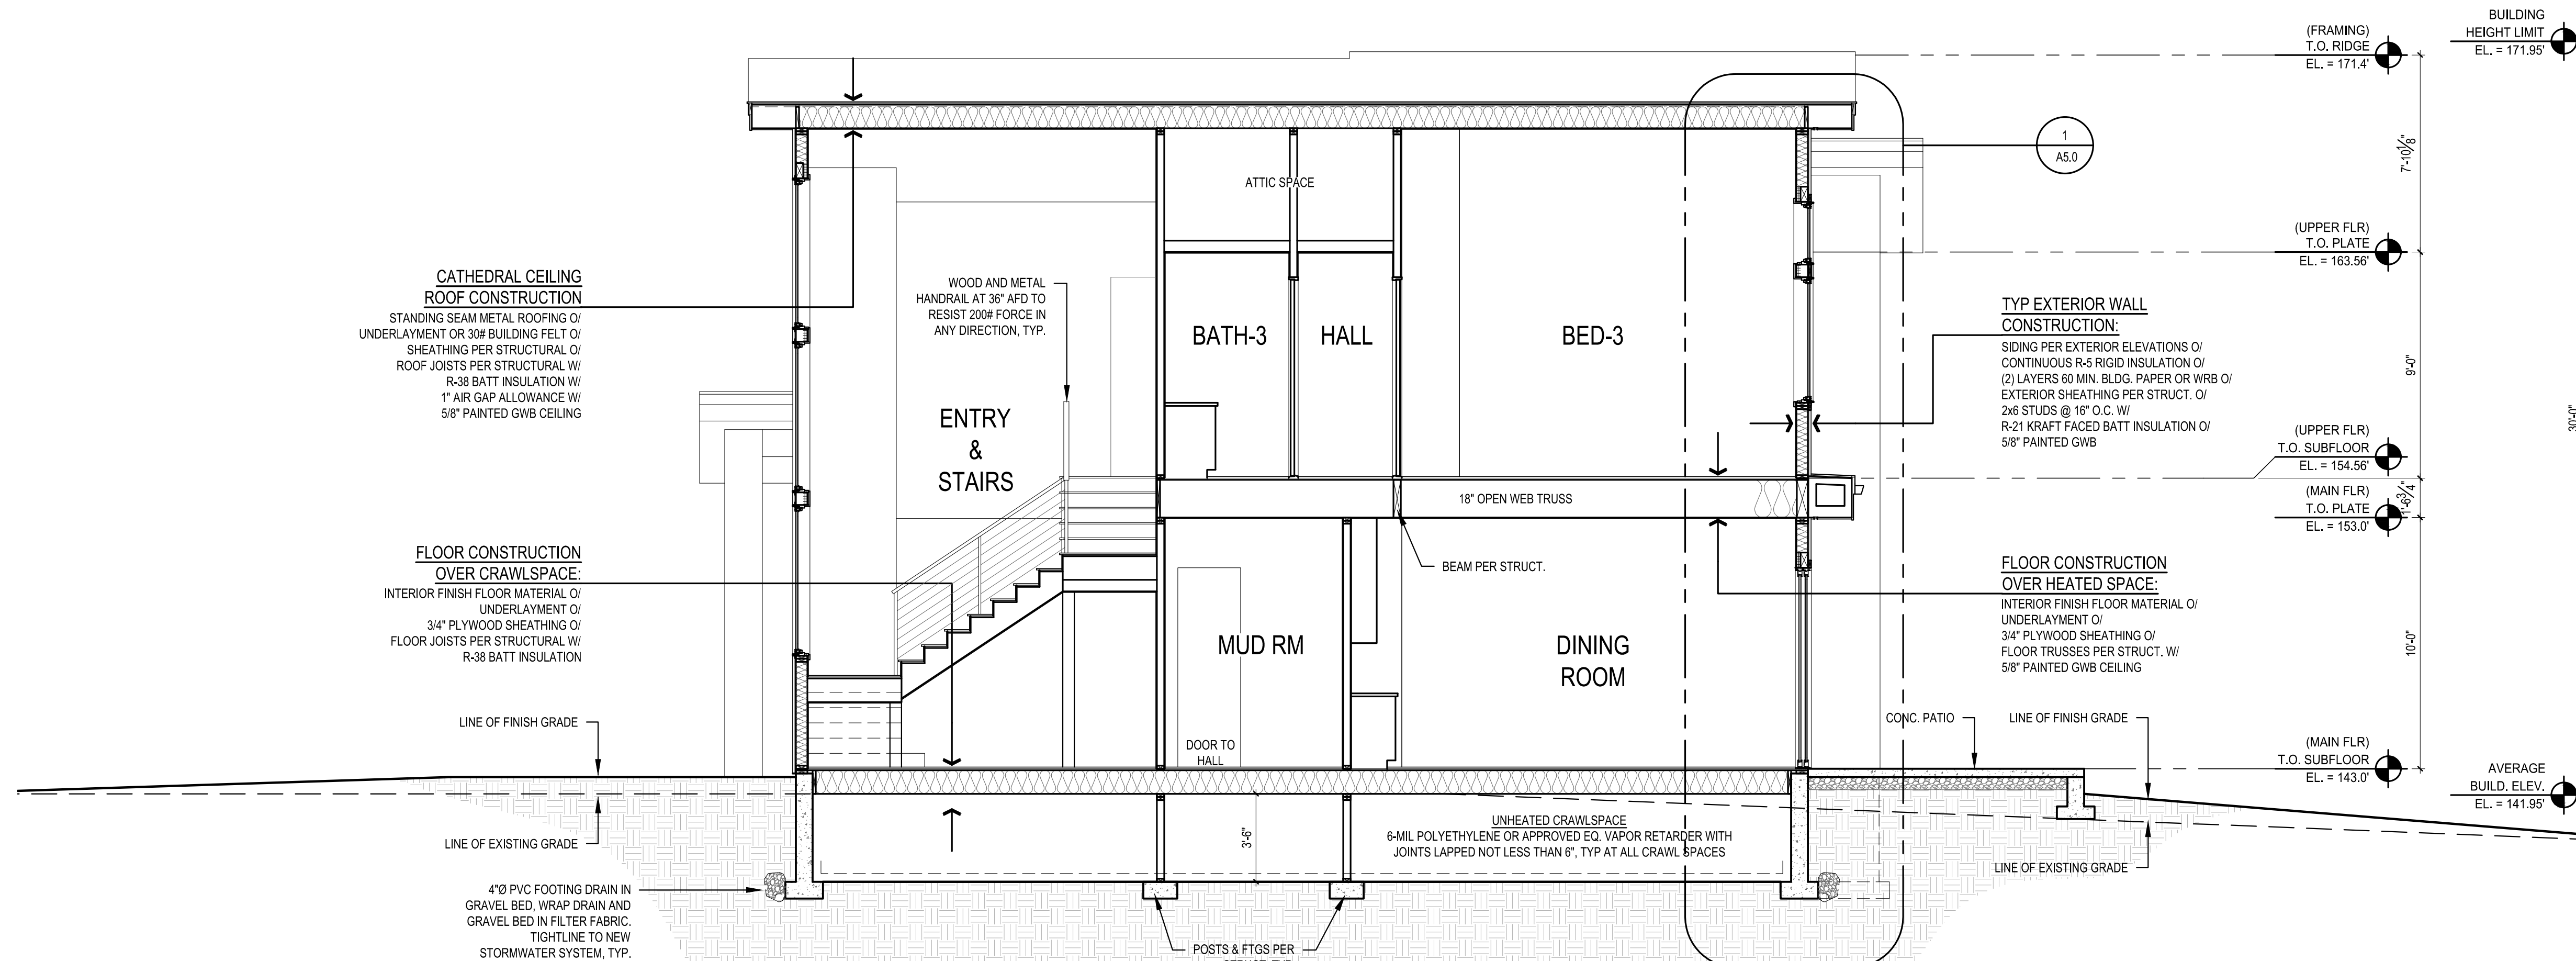 BUILDING
HEIGHT LIMIT
EL. = 171.95'
(FRAMING)
T.O. RIDGE
EL. = 171.4'
1
A5.0
7'-10 1/8"
ATTIC SPACE
(UPPER FLR)
T.O. PLATE
EL. = 163.56'
CATHEDRAL CEILING
ROOF CONSTRUCTION
STANDING SEAM METAL ROOFING O/
UNDERLAYMENT OR 30# BUILDING FELT O/
SHEATHING PER STRUCTURAL O/
ROOF JOISTS PER STRUCTURAL W/
R-38 BATT INSULATION W/
1" AIR GAP ALLOWANCE W/
5/8" PAINTED GWB CEILING
WOOD AND METAL
HANDRAIL AT 36" AFD TO
RESIST 200# FORCE IN
ANY DIRECTION, TYP.
BATH-3
HALL
BED-3
TYP EXTERIOR WALL
CONSTRUCTION:
SIDING PER EXTERIOR ELEVATIONS O/
CONTINUOUS R-5 RIGID INSULATION O/
(2) LAYERS 60 MIN. BLDG. PAPER OR WRB O/
EXTERIOR SHEATHING PER STRUCT. O/
2x6 STUDS @ 16" O.C. W/
R-21 KRAFT FACED BATT INSULATION O/
5/8" PAINTED GWB
9'-0"
30'-0"
ENTRY
&
STAIRS
(UPPER FLR)
T.O. SUBFLOOR
EL. = 154.56'
18" OPEN WEB TRUSS
1'-6 3/4"
(MAIN FLR)
T.O. PLATE
EL. = 153.0'
FLOOR CONSTRUCTION
OVER CRAWLSPACE:
INTERIOR FINISH FLOOR MATERIAL O/
UNDERLAYMENT O/
3/4" PLYWOOD SHEATHING O/
FLOOR JOISTS PER STRUCTURAL W/
R-38 BATT INSULATION
BEAM PER STRUCT.
FLOOR CONSTRUCTION
OVER HEATED SPACE:
INTERIOR FINISH FLOOR MATERIAL O/
UNDERLAYMENT O/
3/4" PLYWOOD SHEATHING O/
FLOOR TRUSSES PER STRUCT. W/
5/8" PAINTED GWB CEILING
10'-0"
MUD RM
DINING
ROOM
LINE OF FINISH GRADE
DOOR TO
HALL
CONC. PATIO
LINE OF FINISH GRADE
(MAIN FLR)
T.O. SUBFLOOR
EL. = 143.0'
AVERAGE
BUILD. ELEV.
EL. = 141.95'
LINE OF EXISTING GRADE
3'-6"
UNHEATED CRAWLSPACE
6-MIL POLYETHYLENE OR APPROVED EQ. VAPOR RETARDER WITH
JOINTS LAPPED NOT LESS THAN 6", TYP AT ALL CRAWL SPACES
LINE OF EXISTING GRADE
4"Ø PVC FOOTING DRAIN IN
GRAVEL BED, WRAP DRAIN AND
GRAVEL BED IN FILTER FABRIC.
TIGHTLINE TO NEW
STORMWATER SYSTEM, TYP.
POSTS & FTGS PER